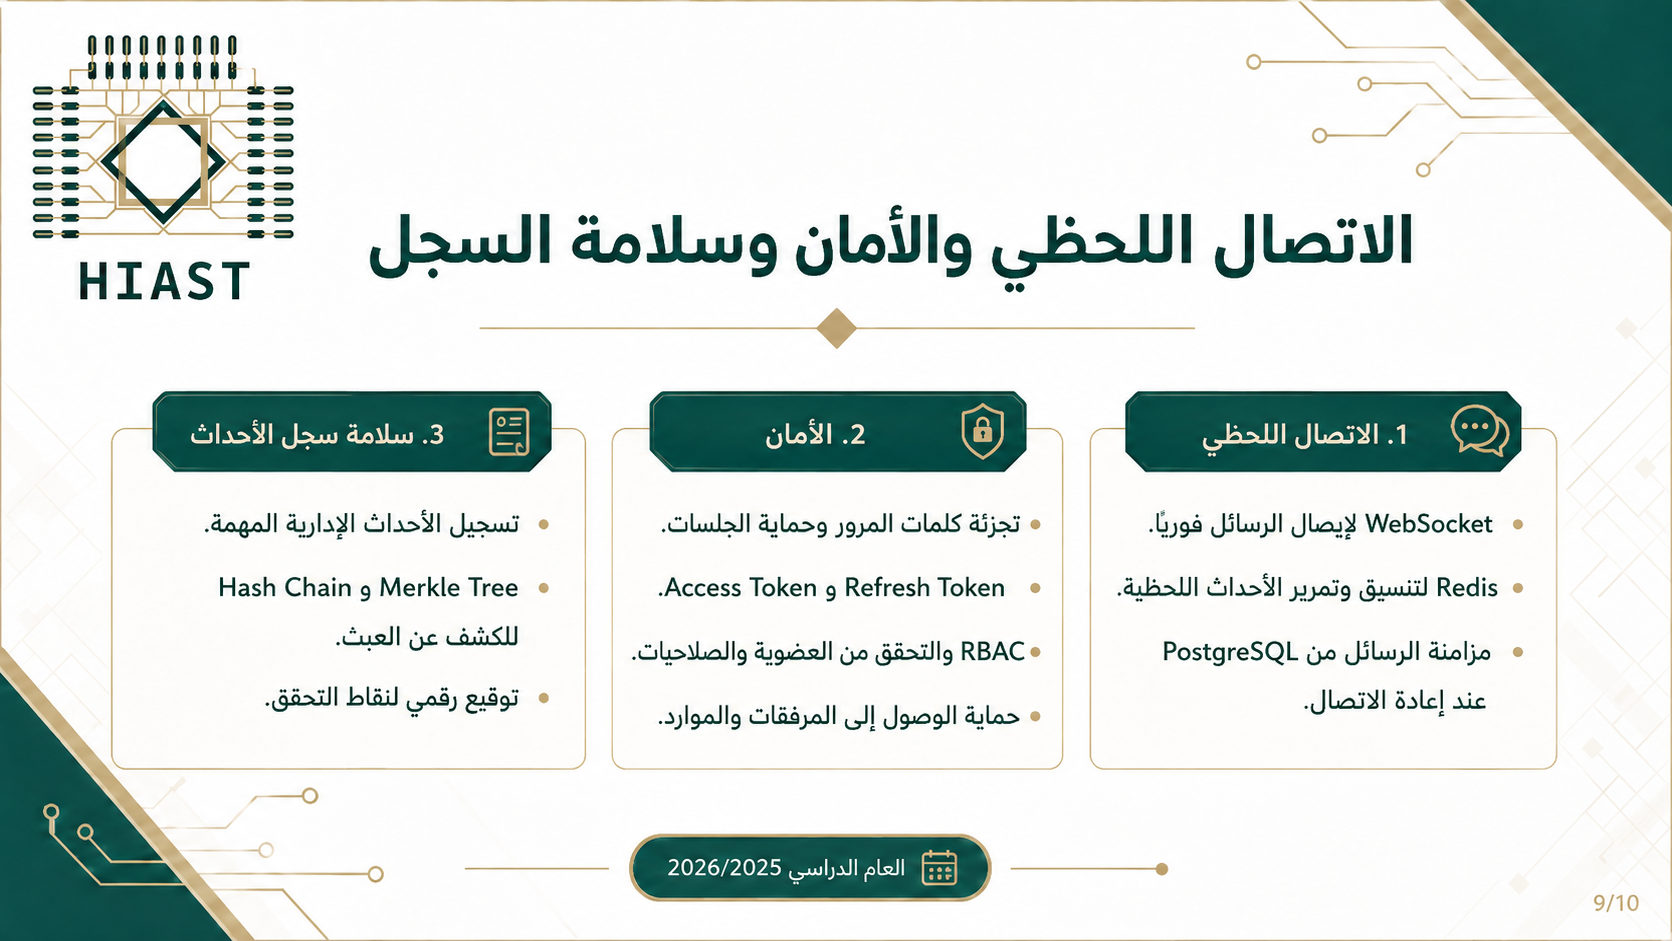 HIAST
الاتصال اللحظي والأمان وسلامة السجل
1. الاتصال اللحظي
WebSocket لإيصال الرسائل فوريًا.
Redis لتنسيق وتمرير الأحداث اللحظية.
مزامنة الرسائل من PostgreSQL
عند إعادة الاتصال.
2. الأمان
تجزئة كلمات المرور وحماية الجلسات.
Refresh Token و Access Token.
RBAC والتحقق من العضوية والصلاحيات.
حماية الوصول إلى المرفقات والموارد.
3. سلامة سجل الأحداث
تسجيل الأحداث الإدارية المهمة.
Merkle Tree و Hash Chain
للكشف عن العبث.
توقيع رقمي لنقاط التحقق.
العام الدراسي 2026/2025
9/10